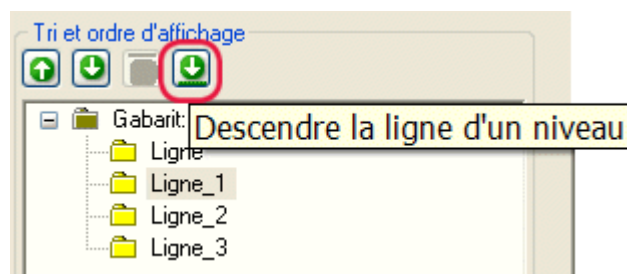 Tri et ordre d'affichage
Gabarit:
Descendre la ligne d'un niveau
Ligne
Ligne_1
Ligne_2
Ligne_3